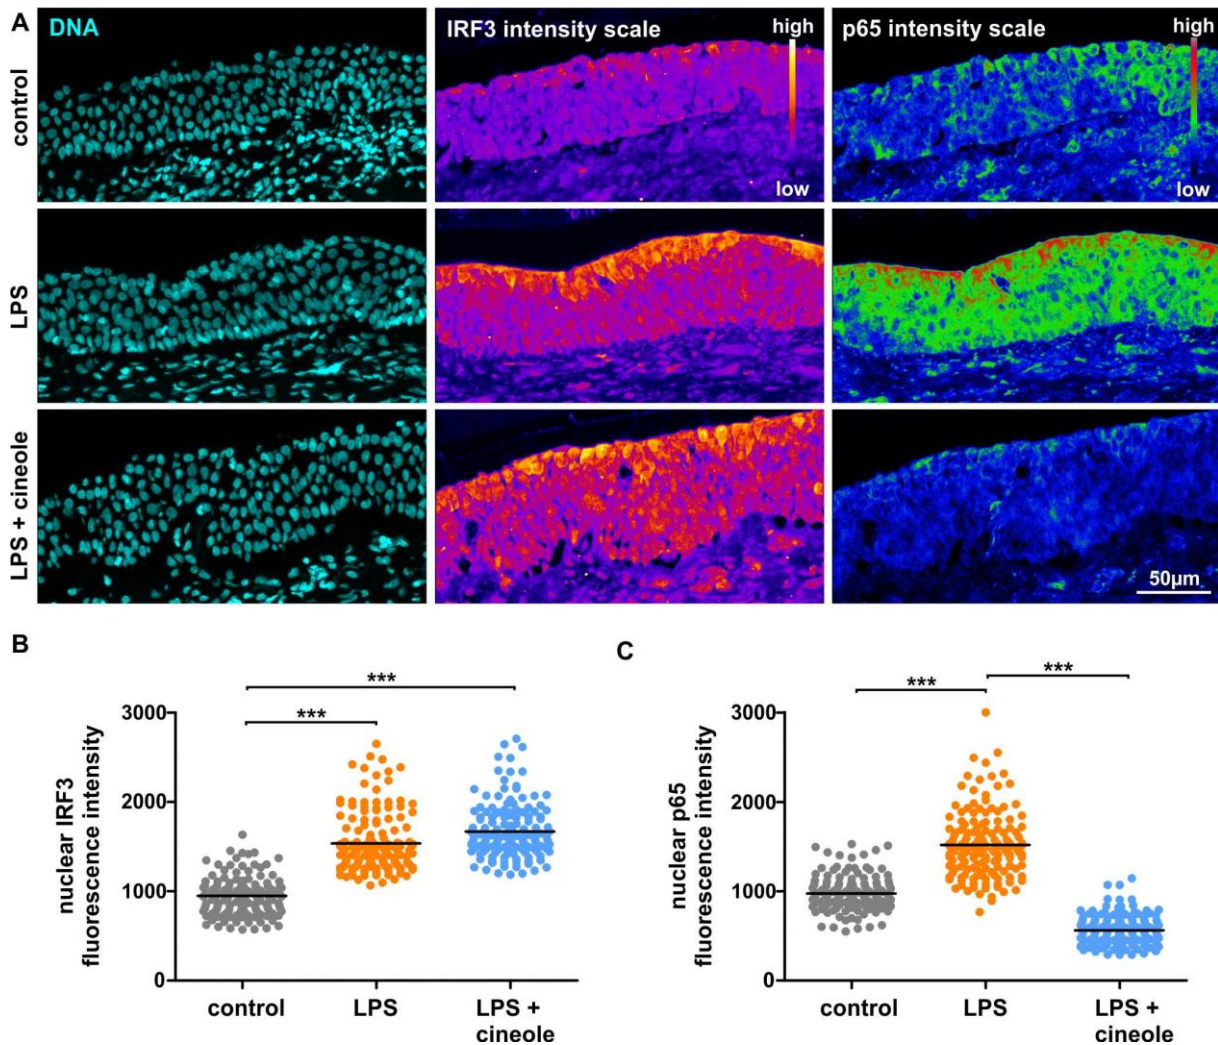 A
DNA
IRF3 intensity scale
high
low
p65 intensity scale
high
low
control
LPS
LPS + cineole
50µm
B
***
***
nuclear IRF3
fluorescence intensity
3000
2000
1000
0
control
LPS
LPS +
cineole
C
***
***
nuclear p65
fluorescence intensity
3000
2000
1000
0
control
LPS
LPS +
cineole